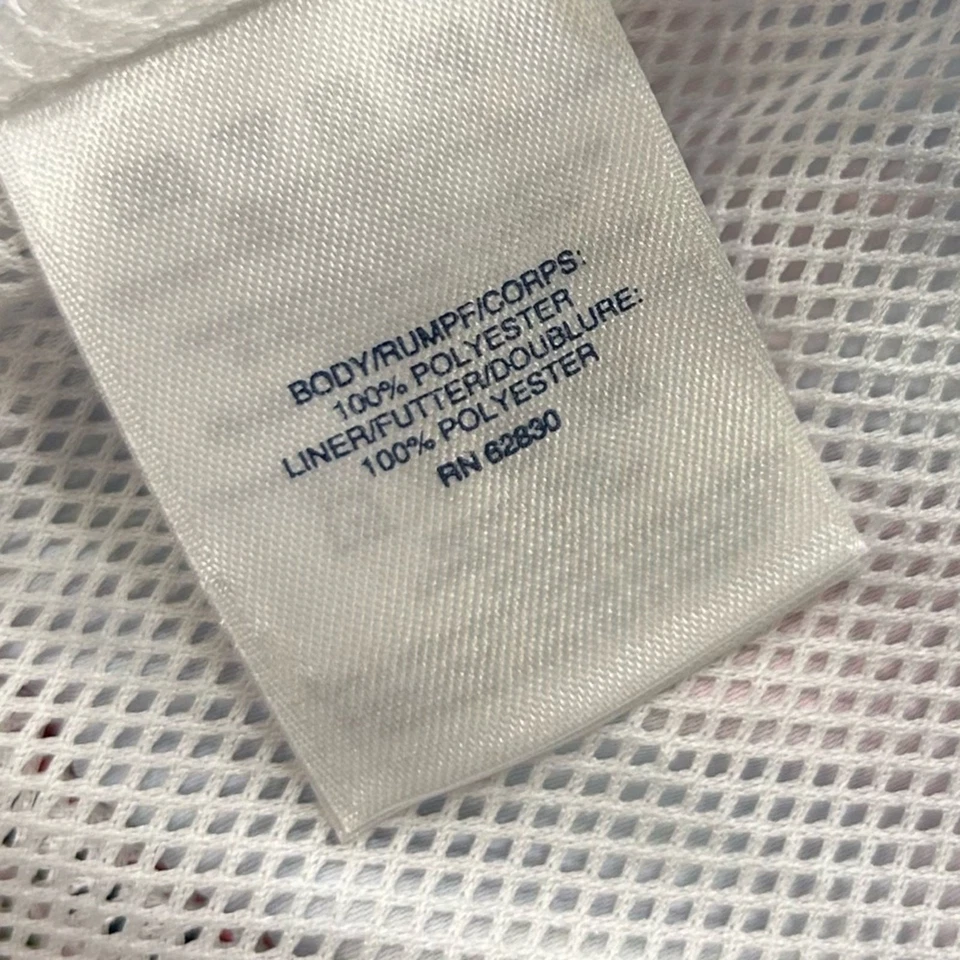 BODY/RUMPF/CORPS:
100% POLYESTER
LINER/FUTTER/DOUBLURE:
100% POLYESTER
RN 62830